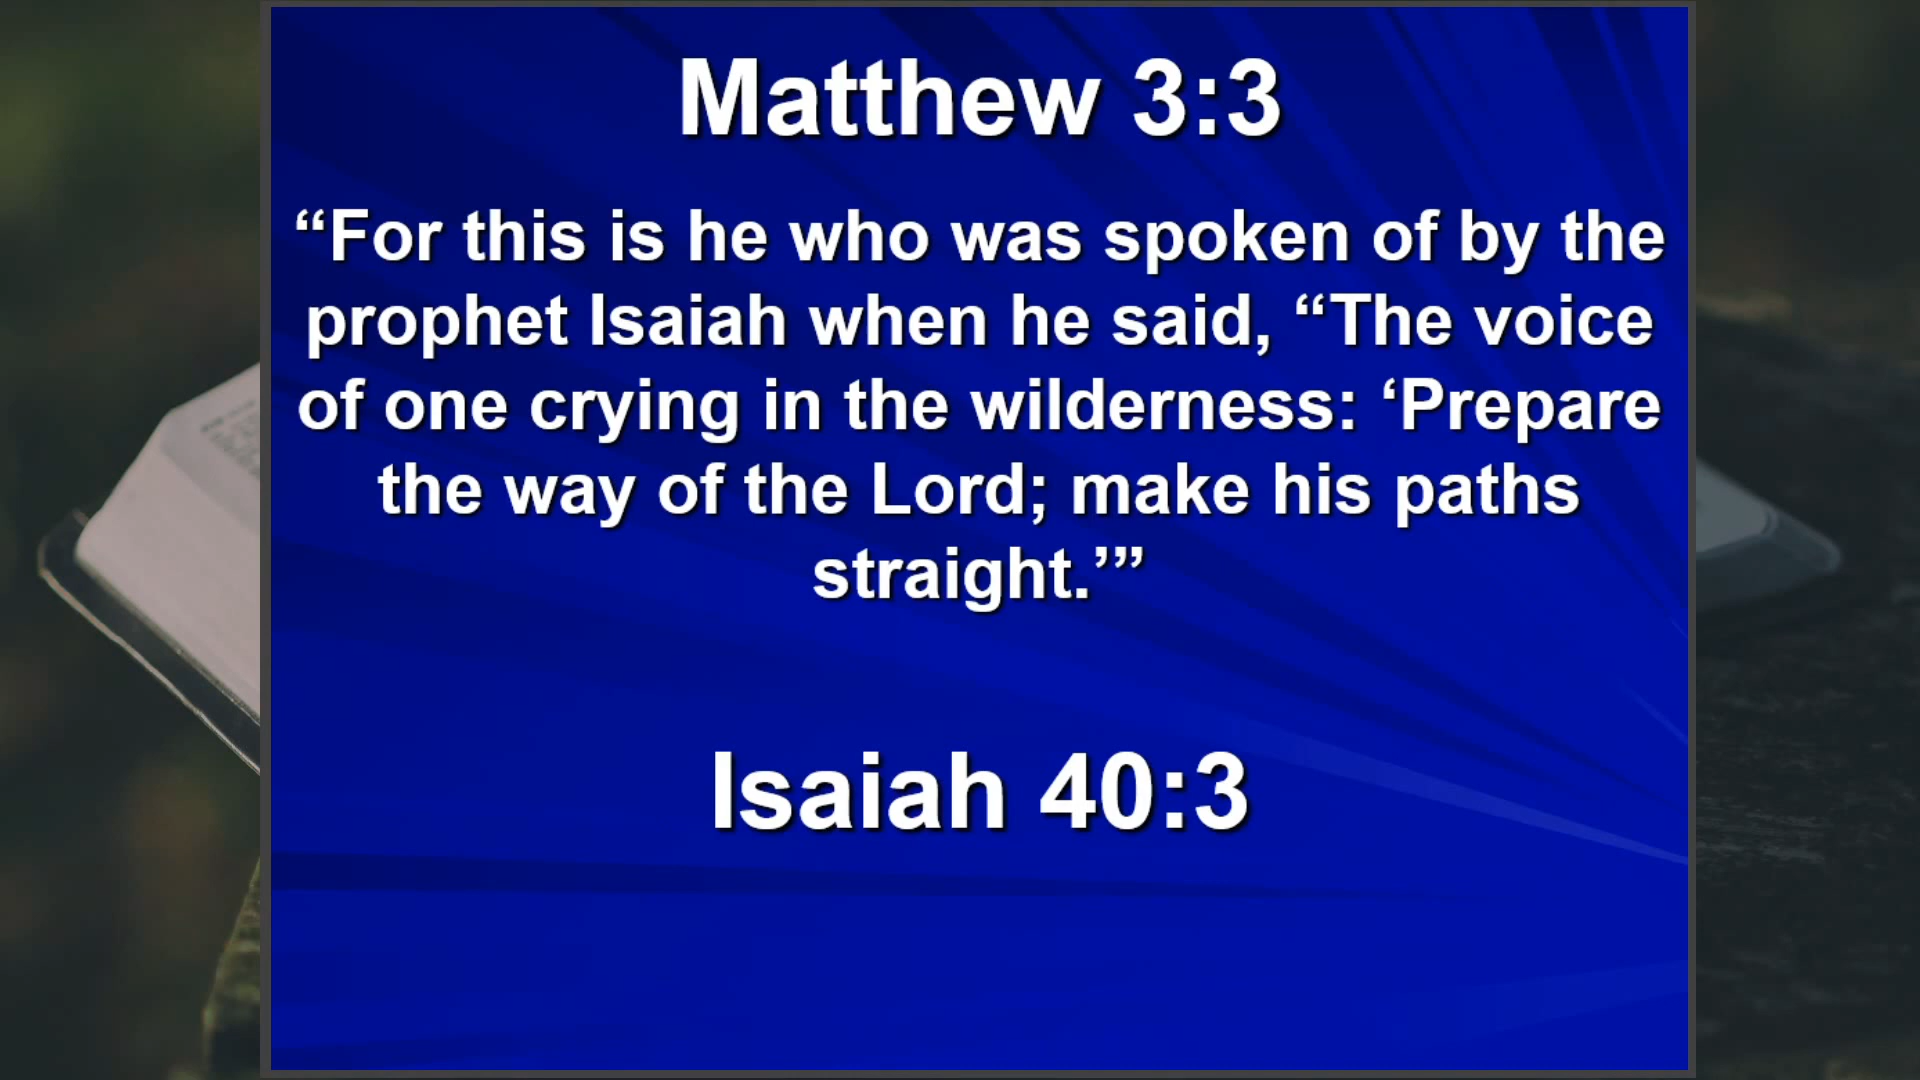 Matthew 3:3
“For this is he who was spoken of by the
prophet Isaiah when he said, “The voice
of one crying in the wilderness: ‘Prepare
the way of the Lord; make his paths
straight.’”
Isaiah 40:3